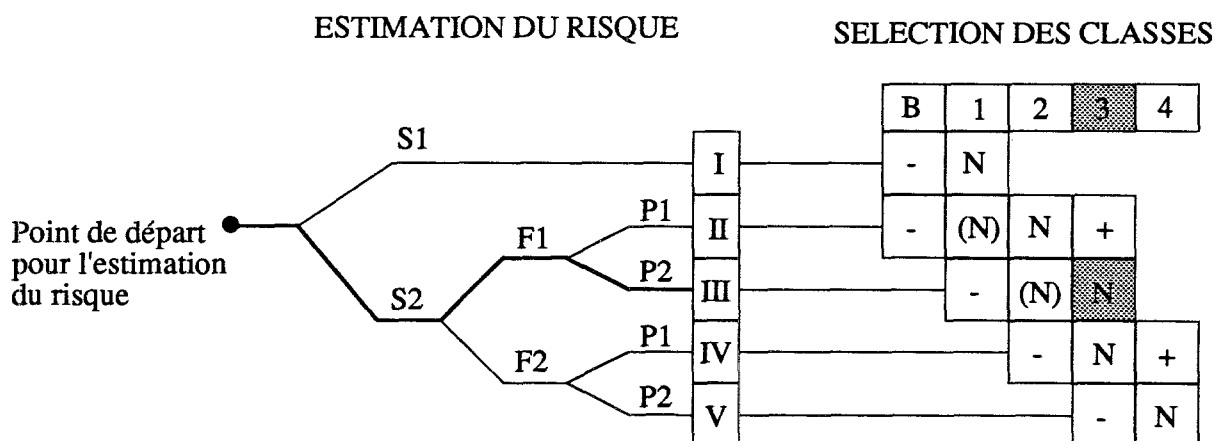 ESTIMATION DU RISQUE SELECTION DES CLASSES
B 1 2 3 4
S1 I - N
P1 II - (N) N +
Point de départ
pour l'estimation
du risque
F1
P2 III - (N) N
S2
P1 IV - N +
F2
P2 V - N